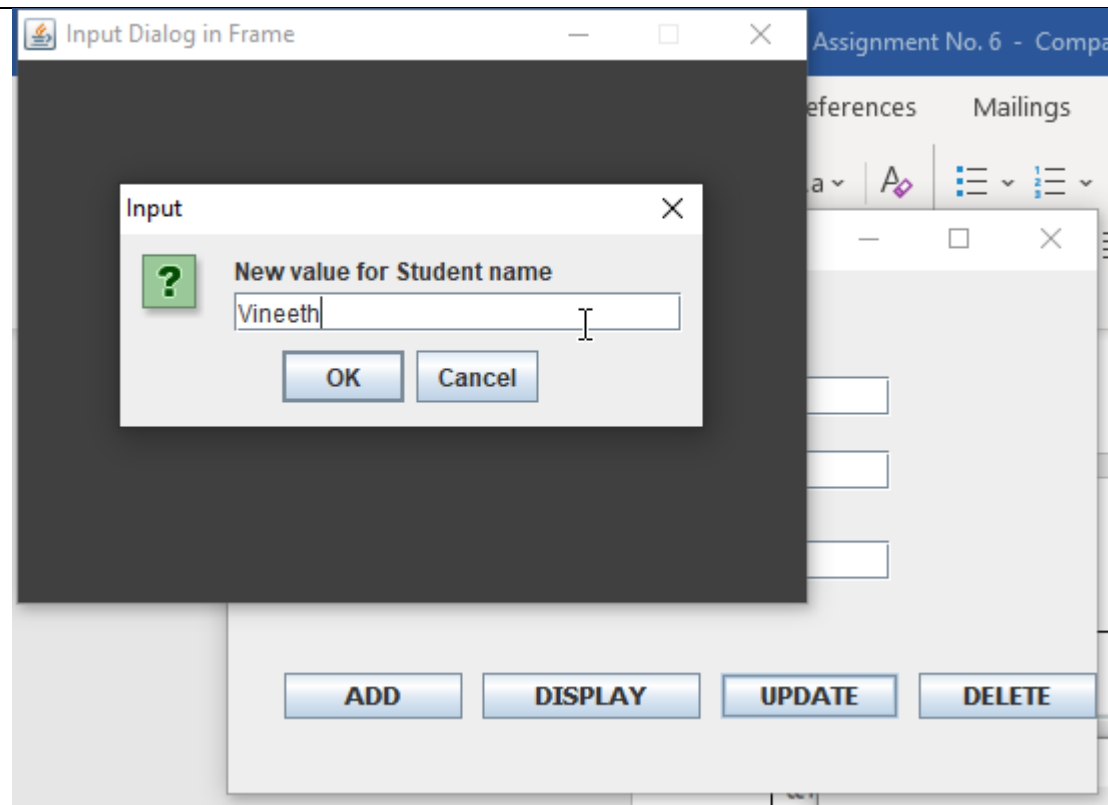 Input Dialog in Frame
Assignment No. 6 - Compa
eferences Mailings
Input
New value for Student name
Vineeth
OK Cancel
ADD DISPLAY UPDATE DELETE